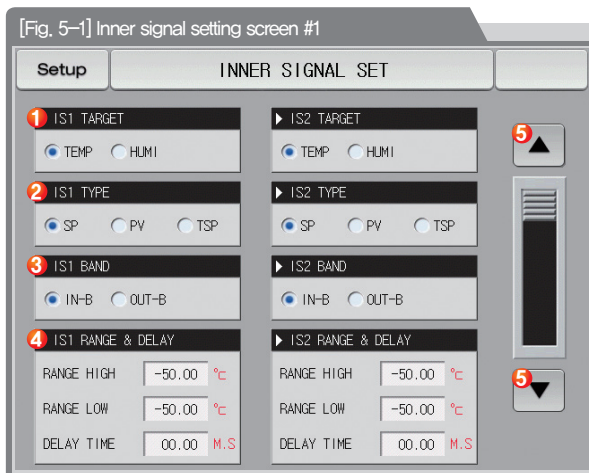 [Fig. 5-1] Inner signal setting screen #1
Setup INNER SIGNAL SET
1 IS1 TARGET ▶ IS2 TARGET
TEMP HUMI TEMP HUMI
5 ▲
2 IS1 TYPE ▶ IS2 TYPE
SP PV TSP SP PV TSP
3 IS1 BAND ▶ IS2 BAND
IN-B OUT-B IN-B OUT-B
4 IS1 RANGE & DELAY ▶ IS2 RANGE & DELAY
RANGE HIGH -50.00 ℃ RANGE HIGH -50.00 ℃
5 ▼
RANGE LOW -50.00 ℃ RANGE LOW -50.00 ℃
DELAY TIME 00.00 M.S DELAY TIME 00.00 M.S